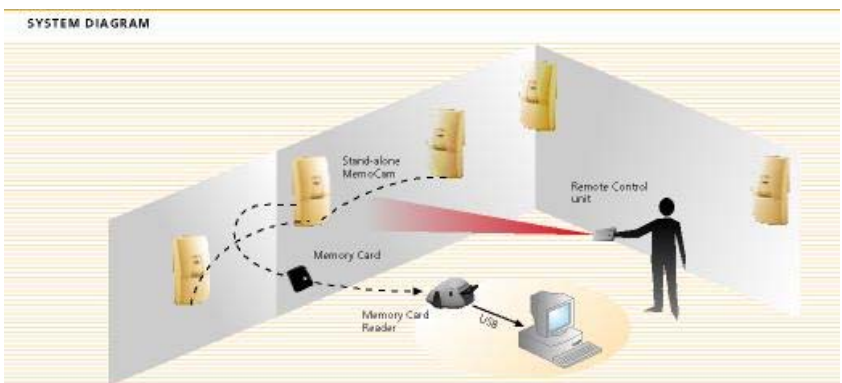 SYSTEM DIAGRAM
Stand-alone
MemoCam
Remote Control
unit
Memory Card
Memory Card
Reader
USB